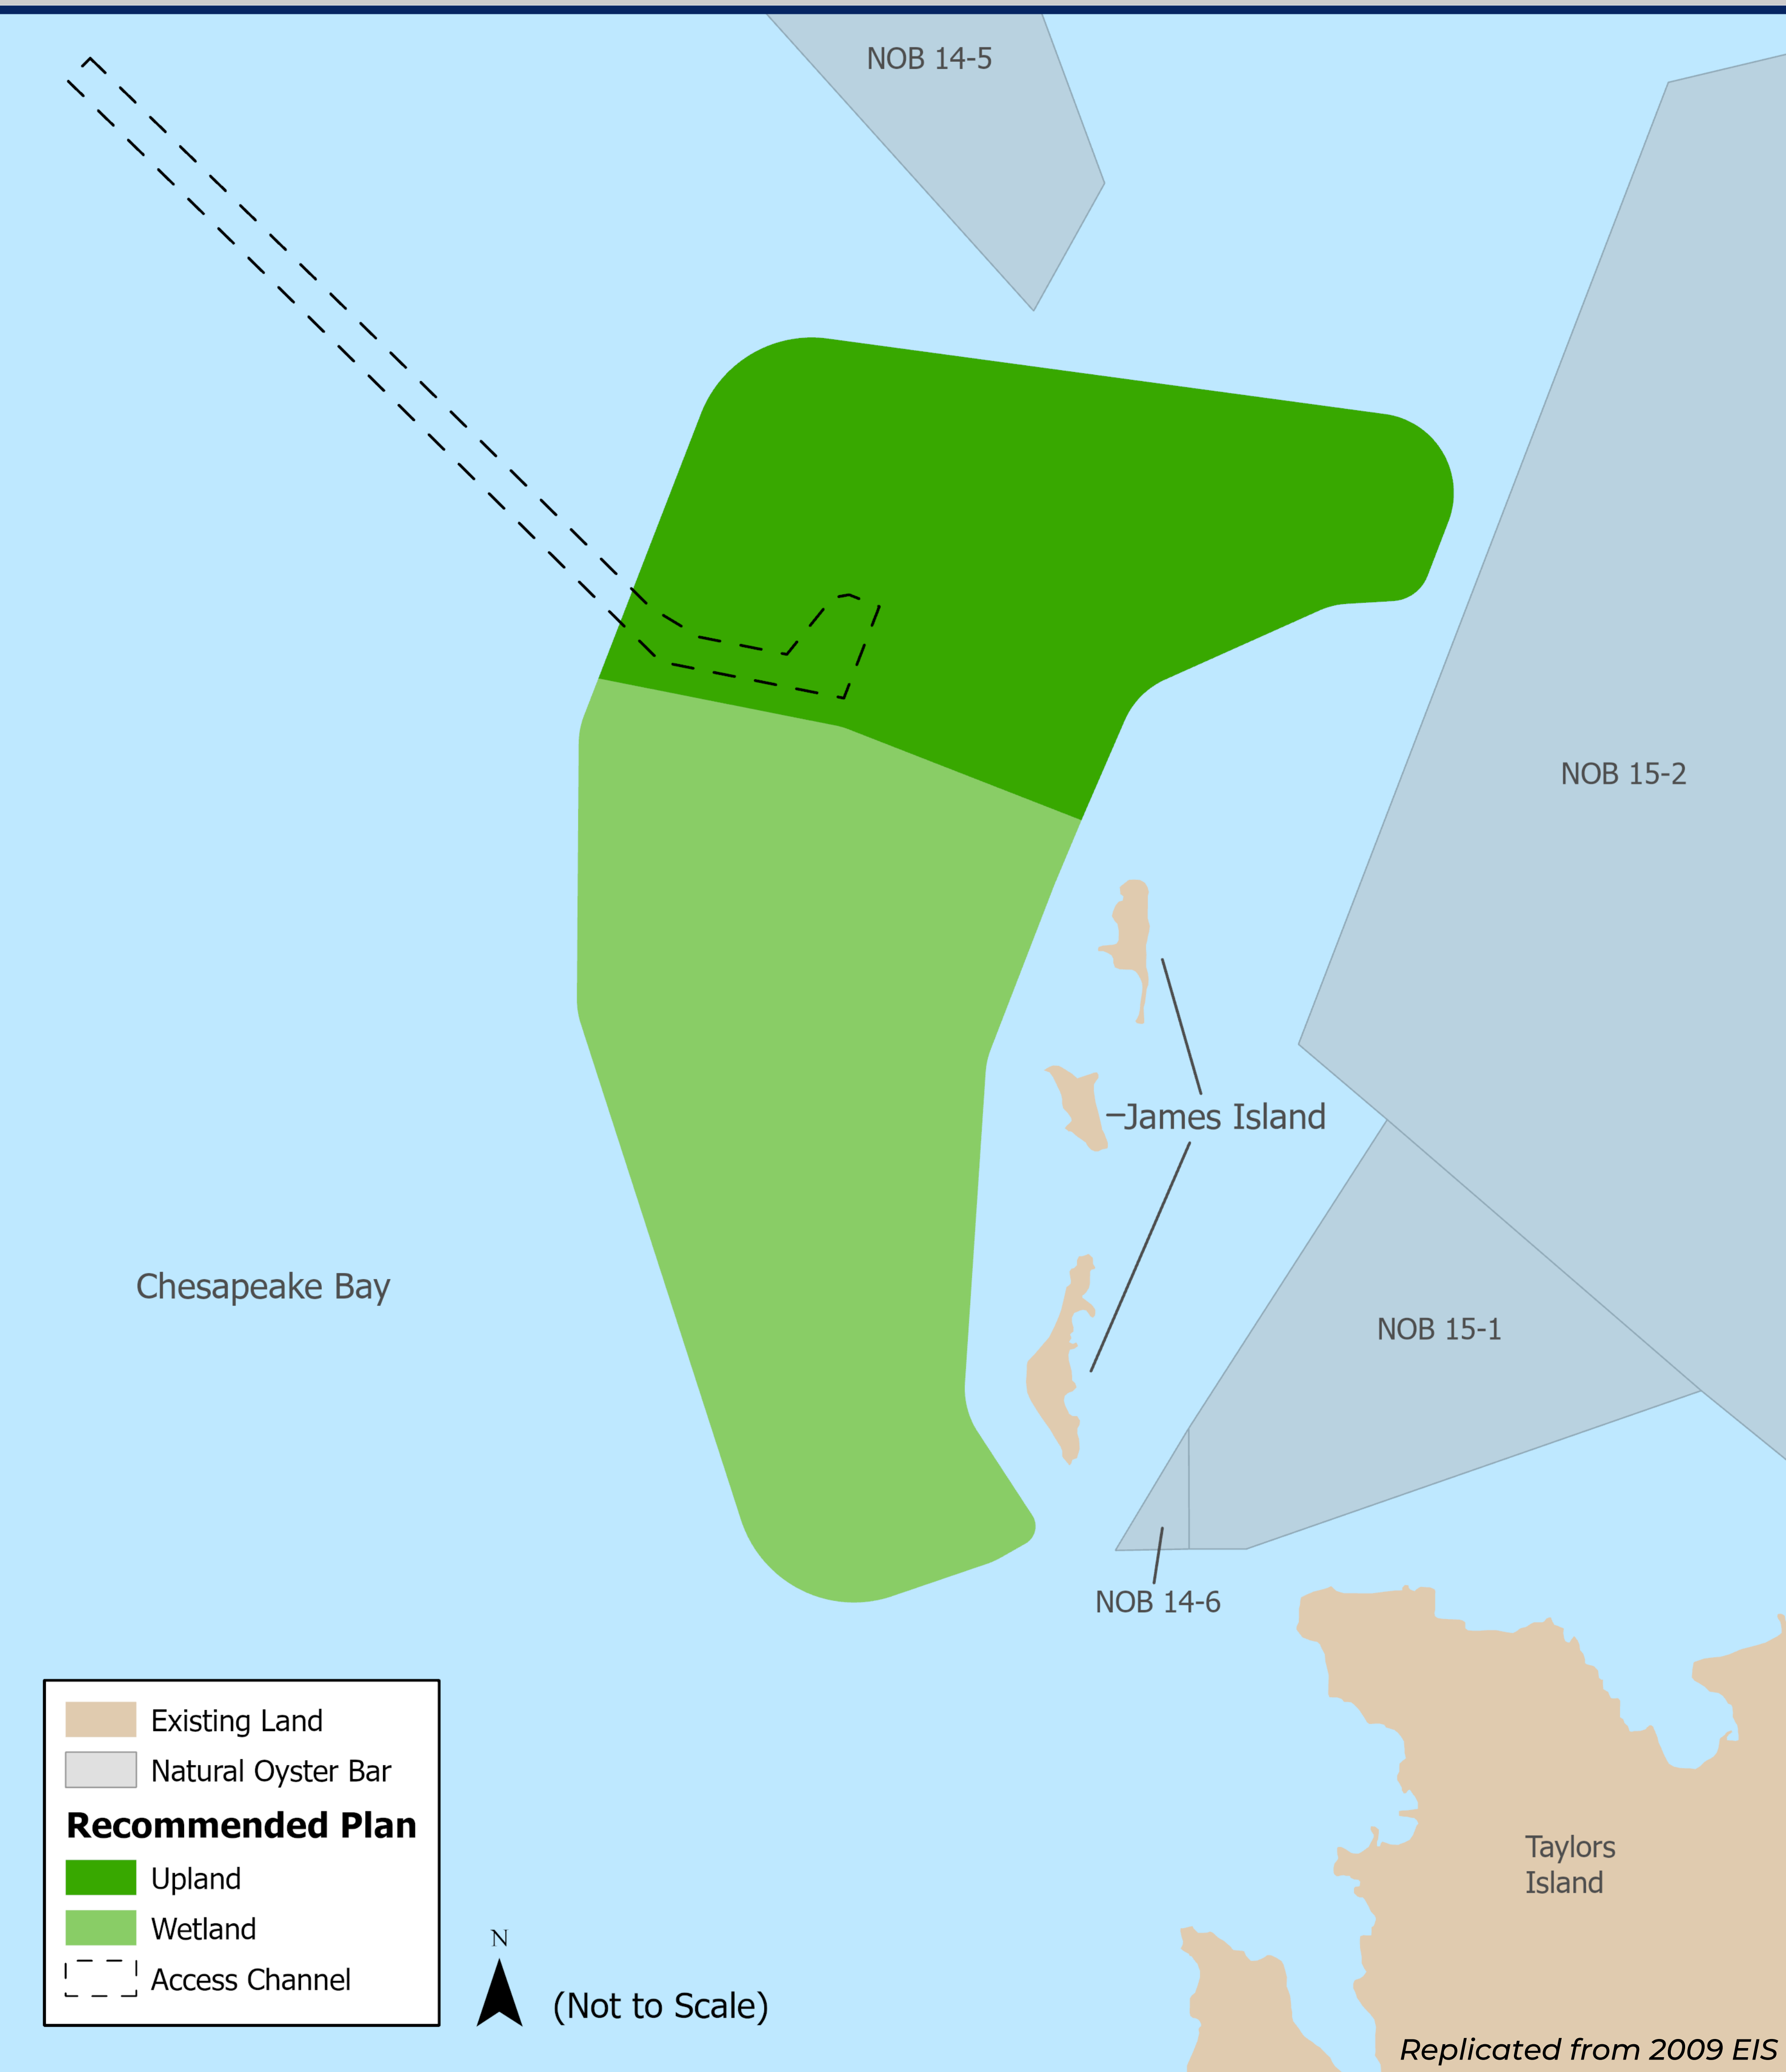 NOB 14-5
NOB 15-2
James Island
Chesapeake Bay
NOB 15-1
NOB 14-6
Existing Land
Natural Oyster Bar
Recommended Plan
Upland
Wetland
Access Channel
N
(Not to Scale)
Taylors
Island
Replicated from 2009 EIS